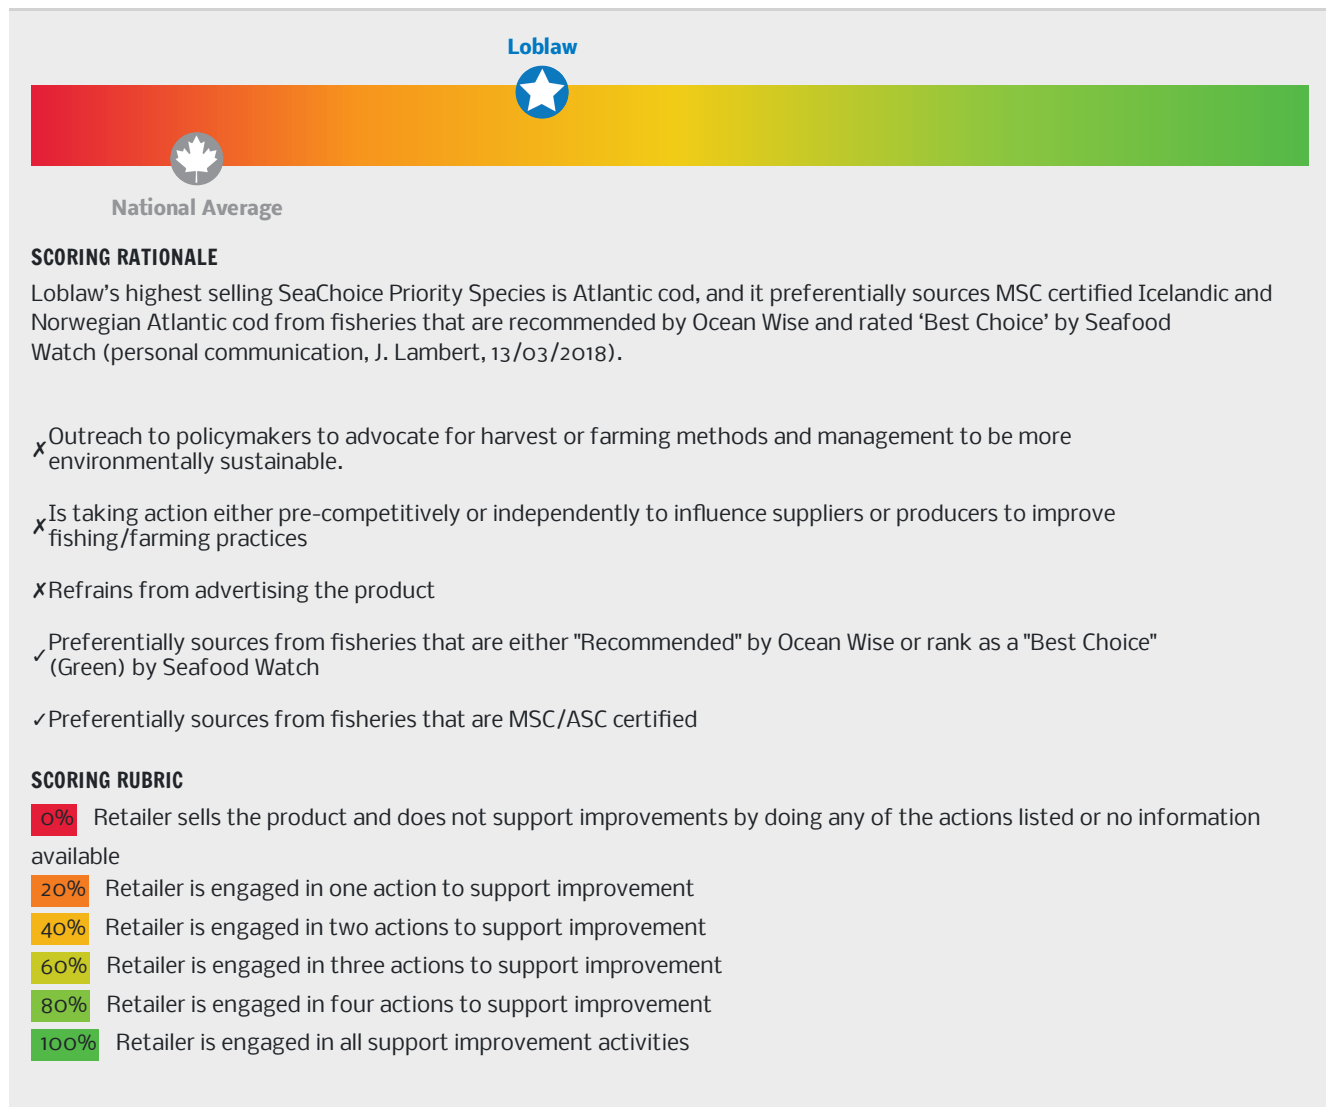 Loblaw
National Average
SCORING RATIONALE
Loblaw’s highest selling SeaChoice Priority Species is Atlantic cod, and it preferentially sources MSC certified Icelandic and
Norwegian Atlantic cod from fisheries that are recommended by Ocean Wise and rated ‘Best Choice’ by Seafood
Watch (personal communication, J. Lambert, 13/03/2018).
✗ Outreach to policymakers to advocate for harvest or farming methods and management to be more
environmentally sustainable.
✗ Is taking action either pre-competitively or independently to influence suppliers or producers to improve
fishing/farming practices
✗ Refrains from advertising the product
✓ Preferentially sources from fisheries that are either "Recommended" by Ocean Wise or rank as a "Best Choice"
(Green) by Seafood Watch
✓ Preferentially sources from fisheries that are MSC/ASC certified
SCORING RUBRIC
0% Retailer sells the product and does not support improvements by doing any of the actions listed or no information
available
20% Retailer is engaged in one action to support improvement
40% Retailer is engaged in two actions to support improvement
60% Retailer is engaged in three actions to support improvement
80% Retailer is engaged in four actions to support improvement
100% Retailer is engaged in all support improvement activities